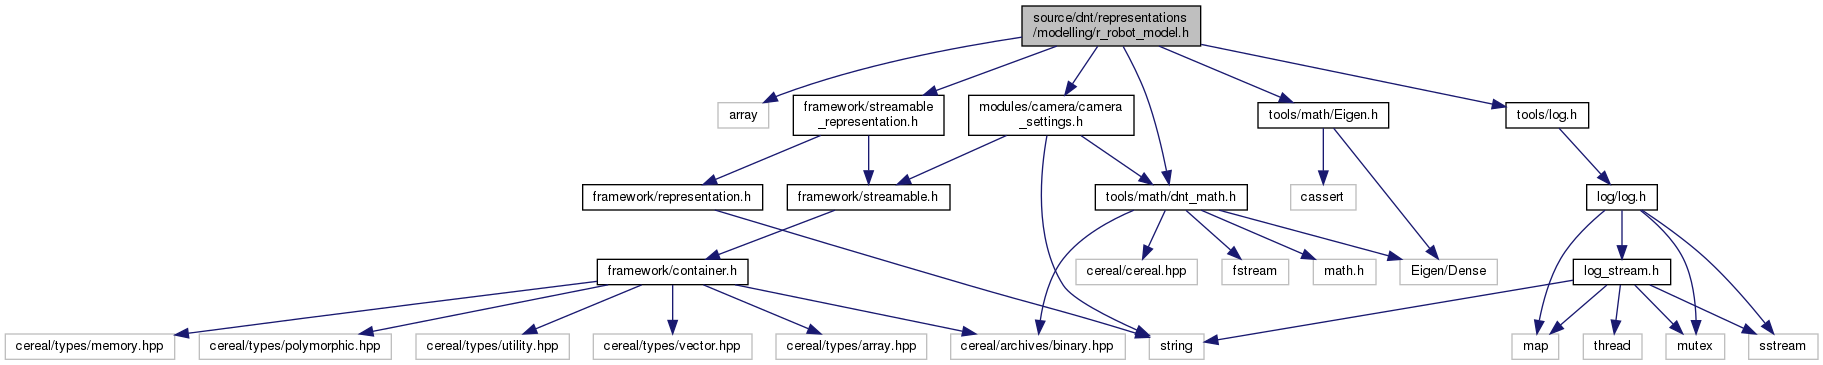 source/dnt/representations
/modelling/r_robot_model.h
array
framework/streamable
_representation.h
modules/camera/camera
_settings.h
tools/math/Eigen.h
tools/log.h
framework/representation.h
framework/streamable.h
tools/math/dnt_math.h
cassert
log/log.h
framework/container.h
cereal/cereal.hpp
fstream
math.h
Eigen/Dense
log_stream.h
cereal/types/memory.hpp
cereal/types/polymorphic.hpp
cereal/types/utility.hpp
cereal/types/vector.hpp
cereal/types/array.hpp
cereal/archives/binary.hpp
string
map
thread
mutex
sstream